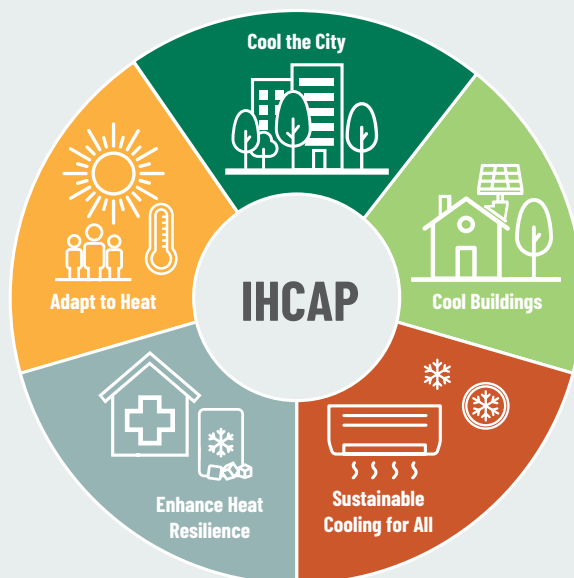 Cool the City
Adapt to Heat
IHCAP
Cool Buildings
Enhance Heat
Resilience
Sustainable
Cooling for All